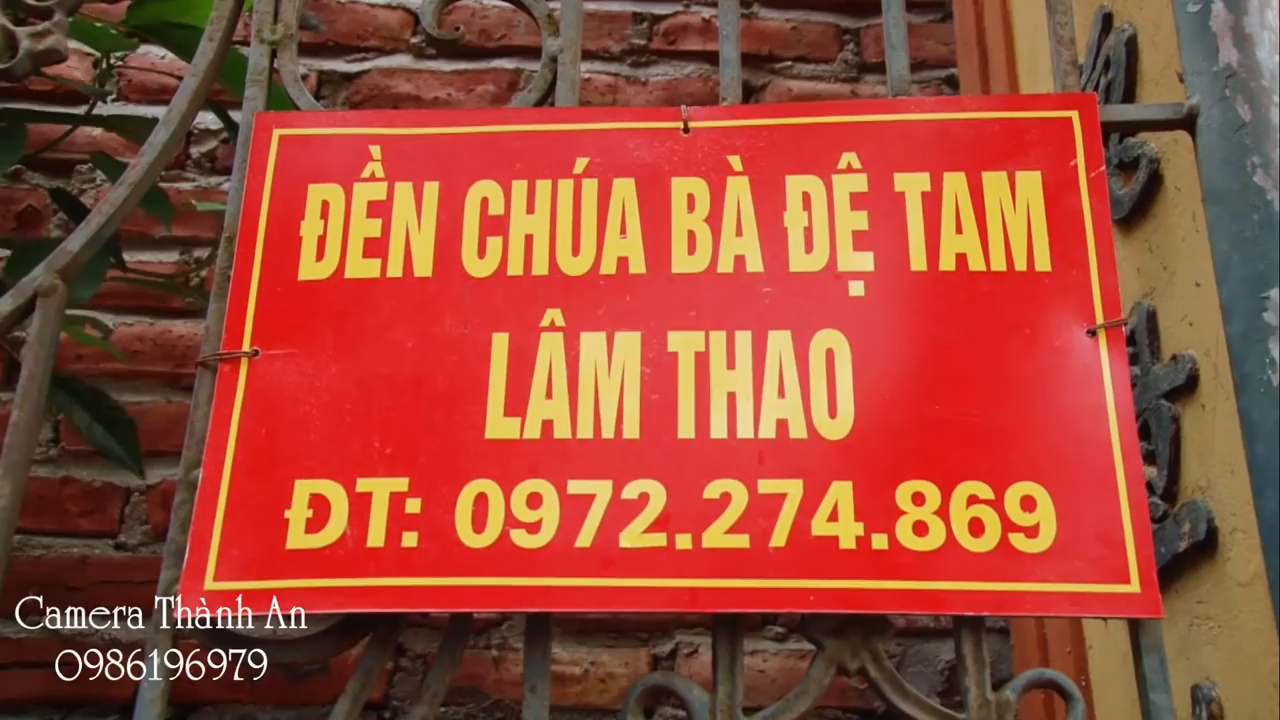 ĐỀN CHÚA BÀ ĐỆ TAM
LÂM THAO
ĐT: 0972.274.869
Camera Thành An
0986196979